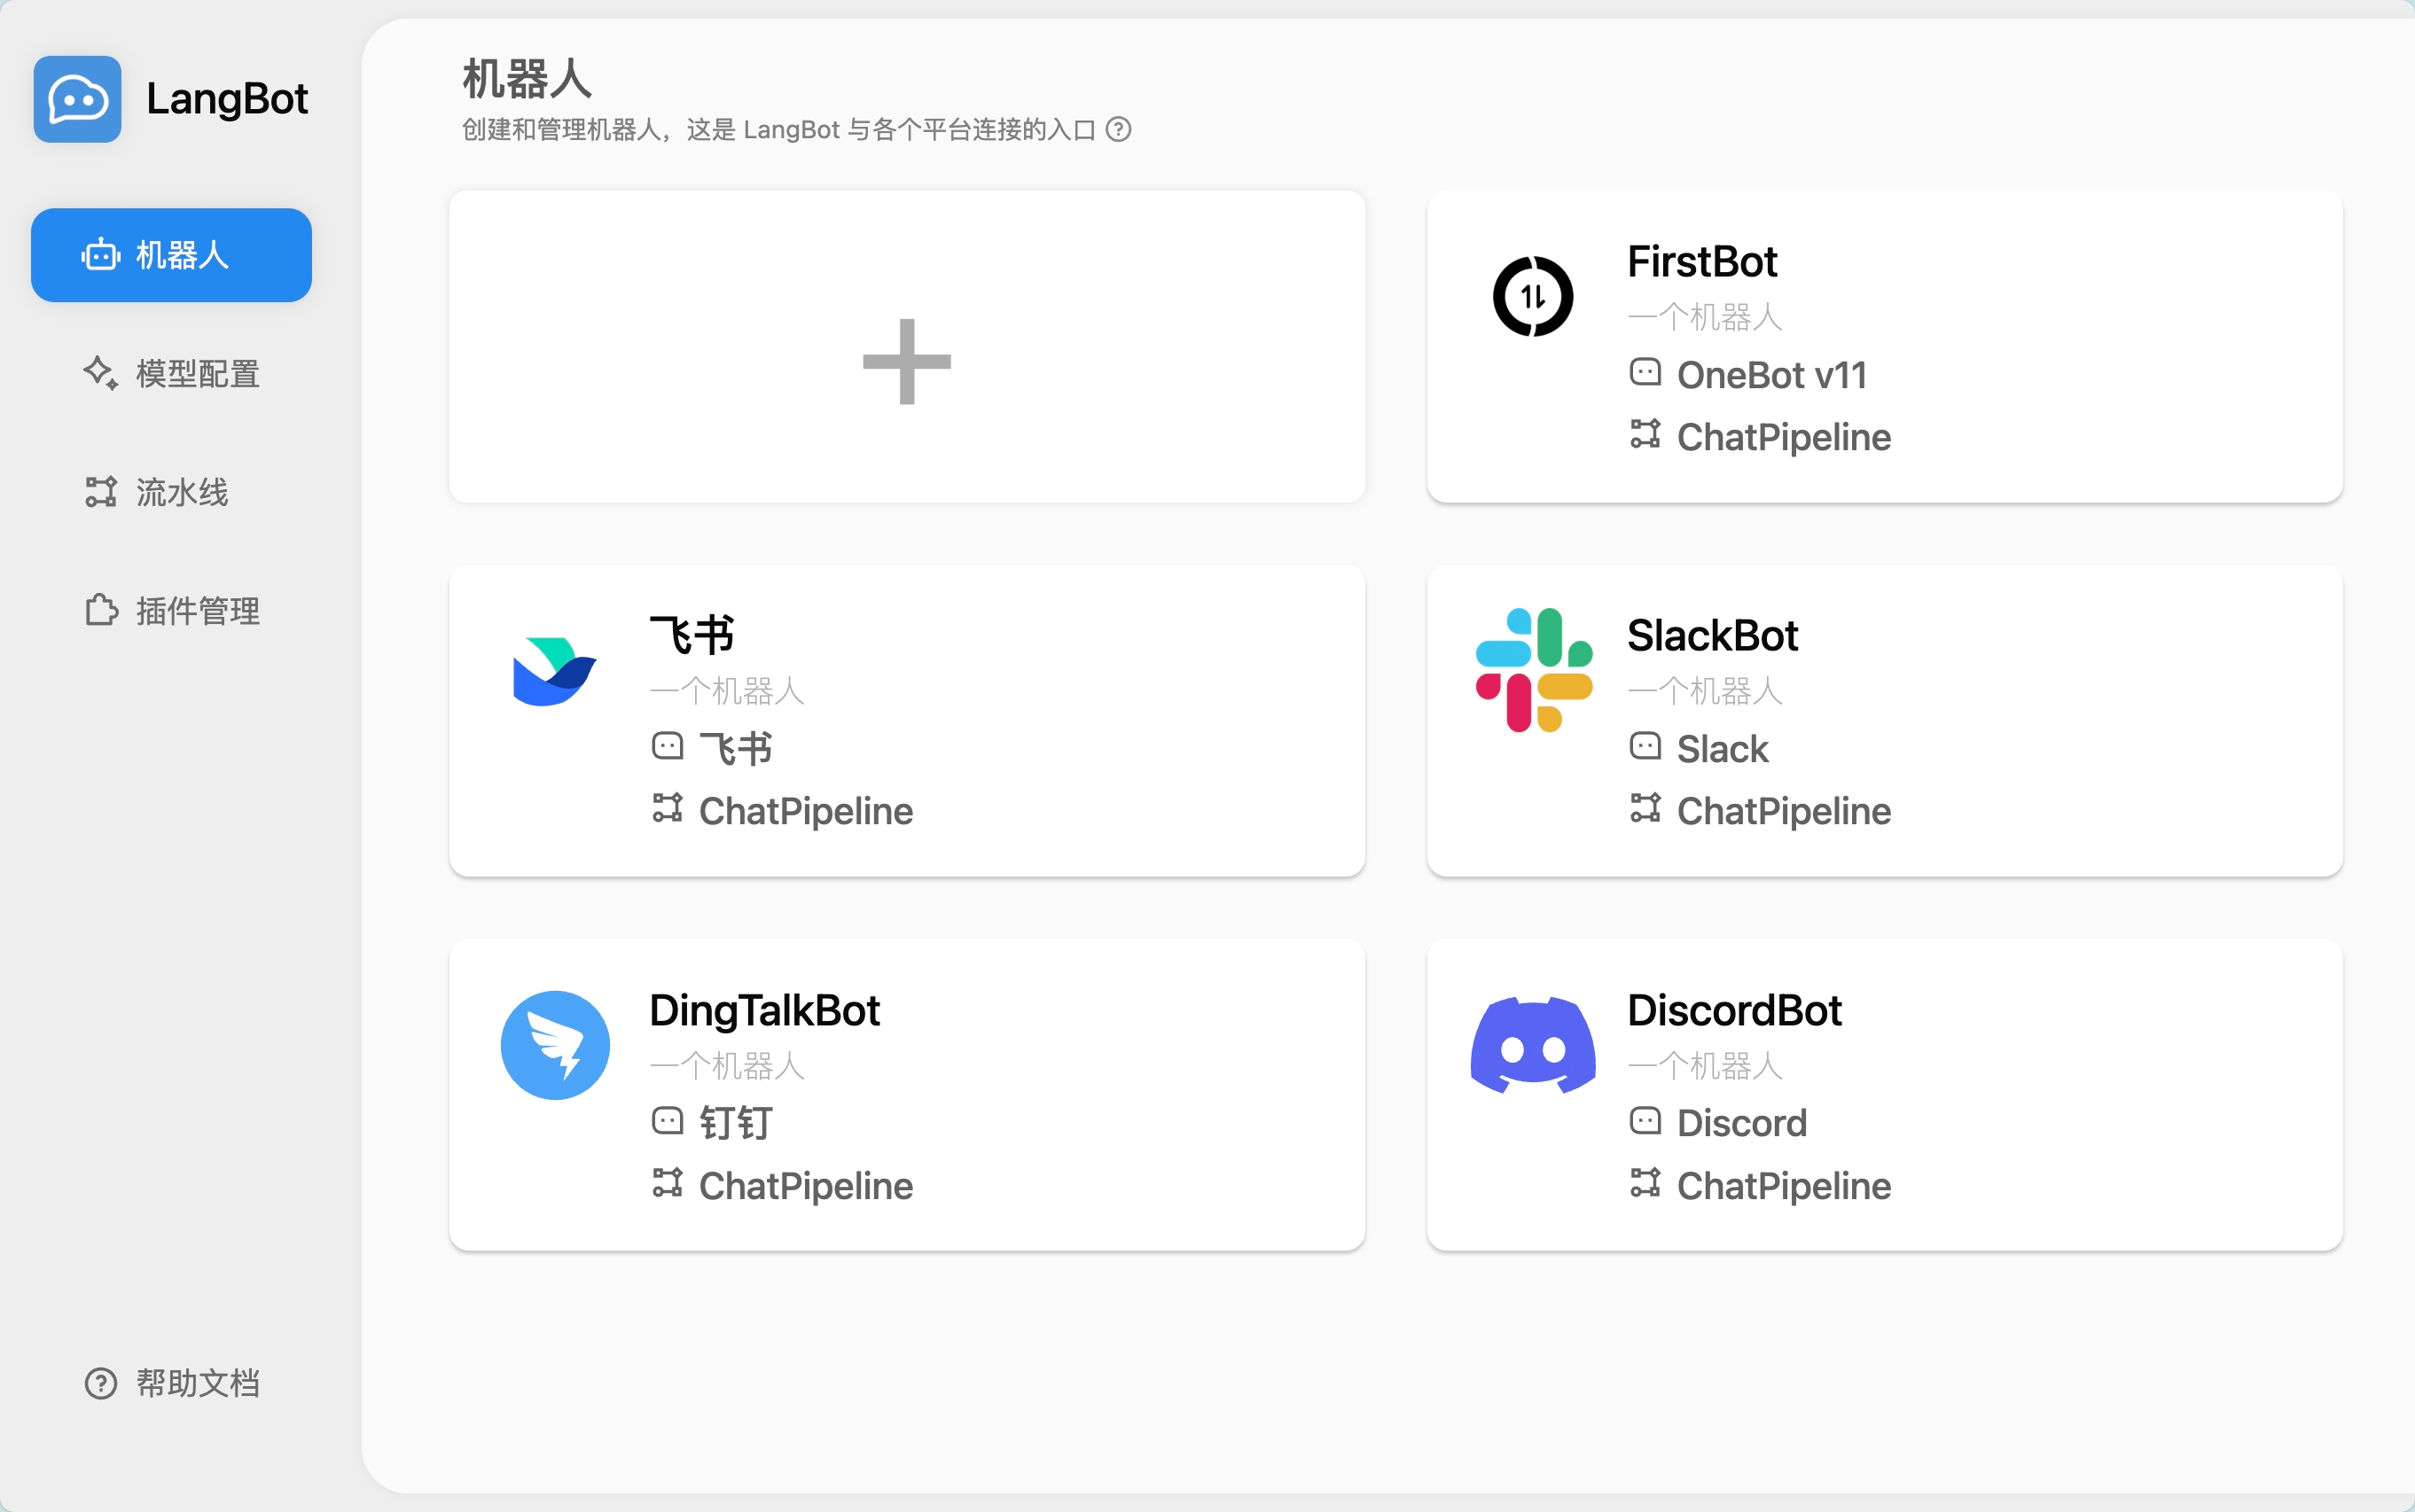 LangBot
机器人
模型配置
流水线
插件管理
帮助文档
机器人
创建和管理机器人，这是 LangBot 与各个平台连接的入口
FirstBot
一个机器人
OneBot v11
ChatPipeline
飞书
一个机器人
飞书
ChatPipeline
SlackBot
一个机器人
Slack
ChatPipeline
DingTalkBot
一个机器人
钉钉
ChatPipeline
DiscordBot
一个机器人
Discord
ChatPipeline